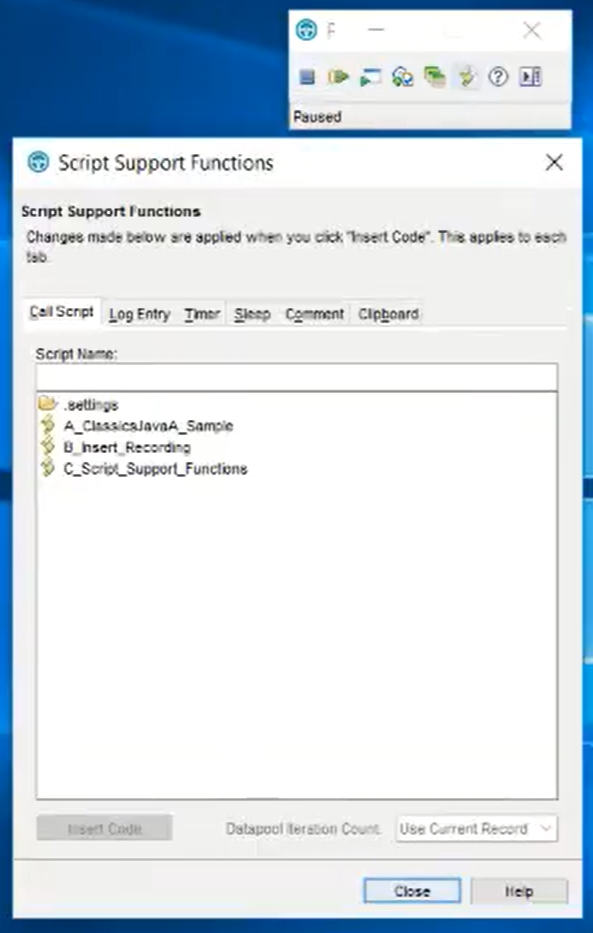 Paused
Script Support Functions
Script Support Functions
Changes made below are applied when you click "Insert Code". This applies to each
tab.
Call Script Log Entry Timer Sleep Comment Clipboard
Script Name:
.settings
A_ClassicsJavaA_Sample
B_Insert_Recording
C_Script_Support_Functions
Insert Code Datapool Iteration Count: Use Current Record
Close Help